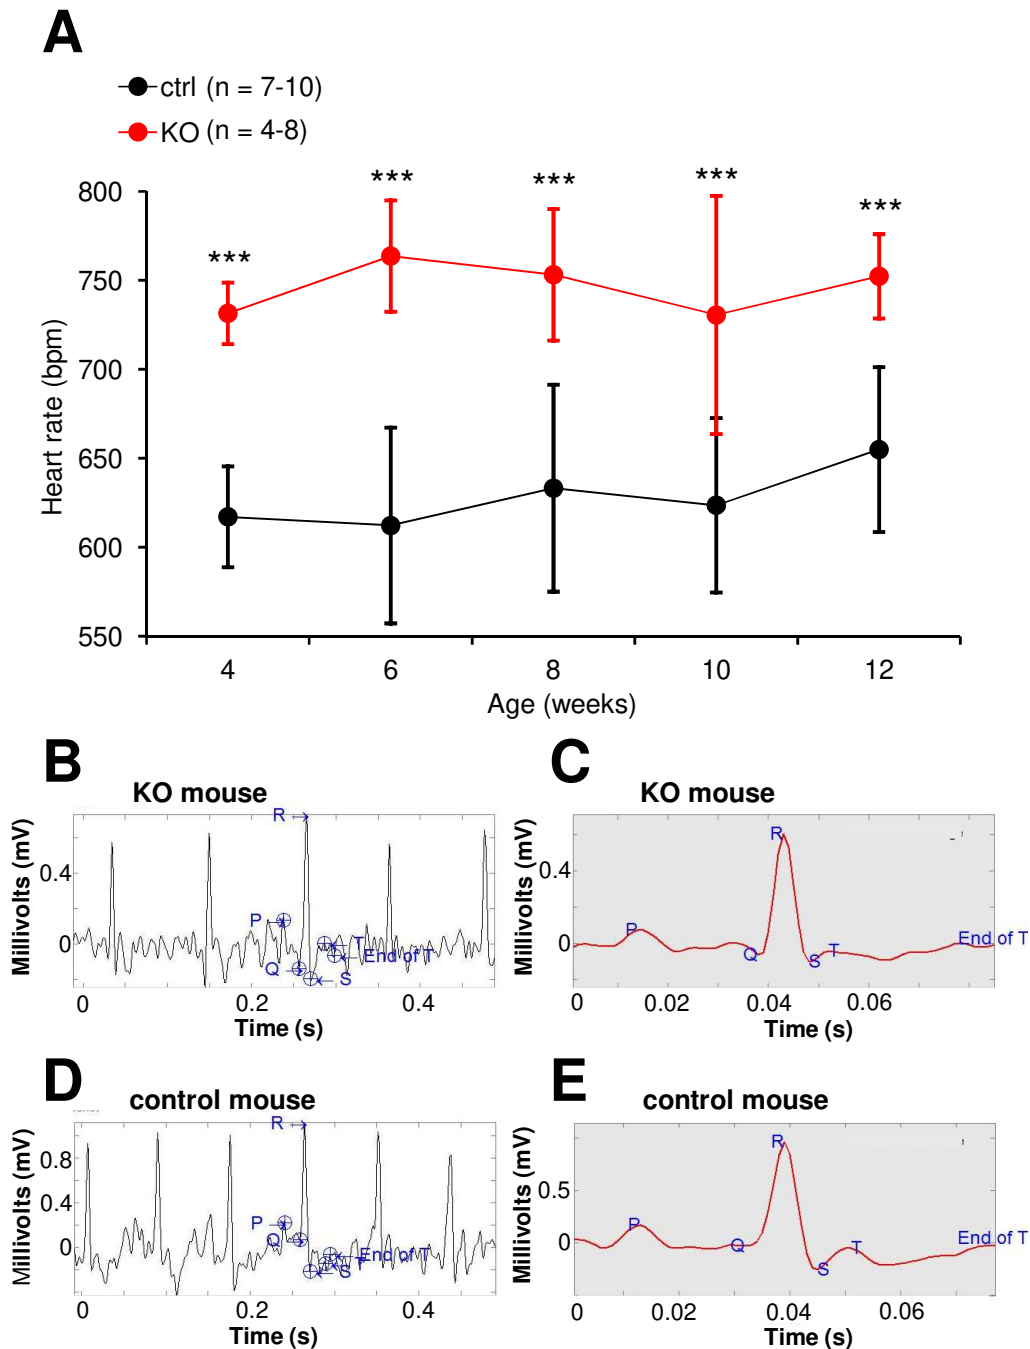 A
ctrl (n = 7-10)
KO (n = 4-8)
*** *** *** *** ***
800
750
700
650
600
550
Heart rate (bpm)
4 6 8 10 12
Age (weeks)
B
KO mouse
Millivolts (mV)
0.4
0
R
P
Q
T
End of T
S
0 0.2 0.4
Time (s)
C
KO mouse
Millivolts (mV)
0.4
0
R
P
Q
S
T
End of T
0 0.02 0.04 0.06
Time (s)
D
control mouse
Millivolts (mV)
0.8
0.4
0
R
P
Q
End of T
T
S
0 0.2 0.4
Time (s)
E
control mouse
Millivolts (mV)
0.5
0
R
P
Q
S
T
End of T
0 0.02 0.04 0.06
Time (s)